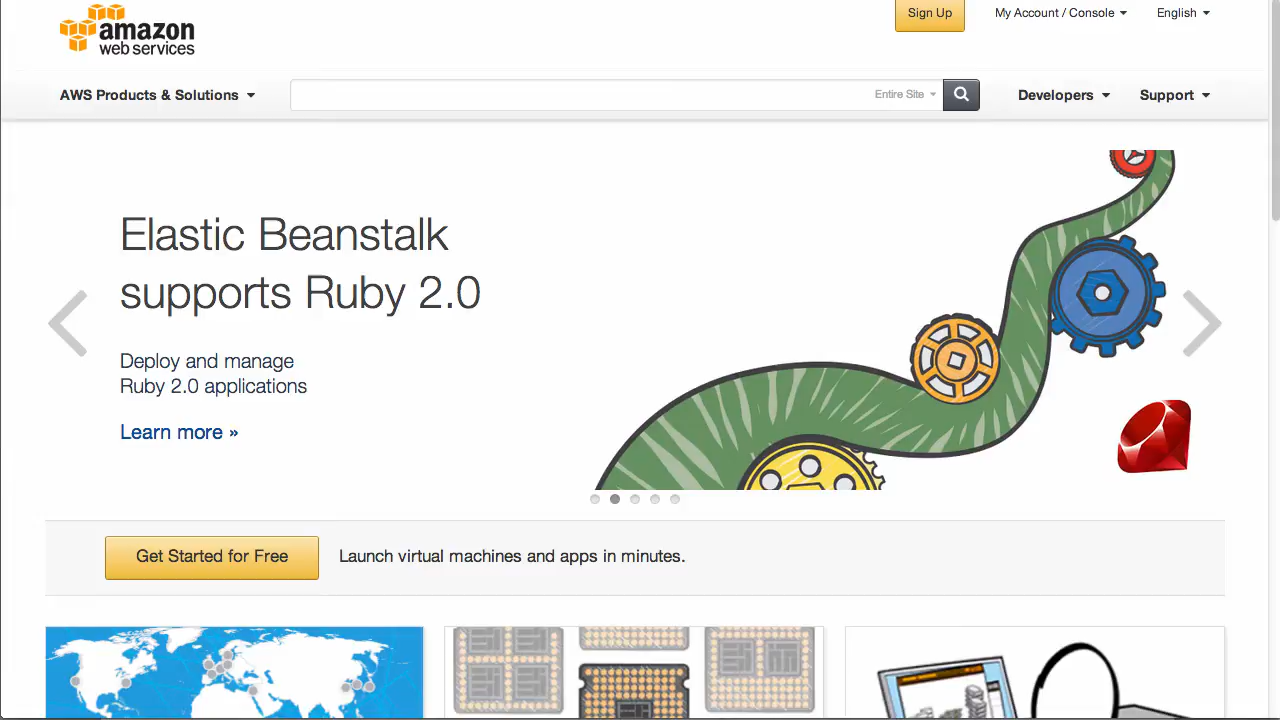 amazon
web services
Sign Up
My Account / Console
English
AWS Products & Solutions
Entire Site
Developers
Support
Elastic Beanstalk
supports Ruby 2.0
Deploy and manage
Ruby 2.0 applications
Learn more »
Get Started for Free
Launch virtual machines and apps in minutes.